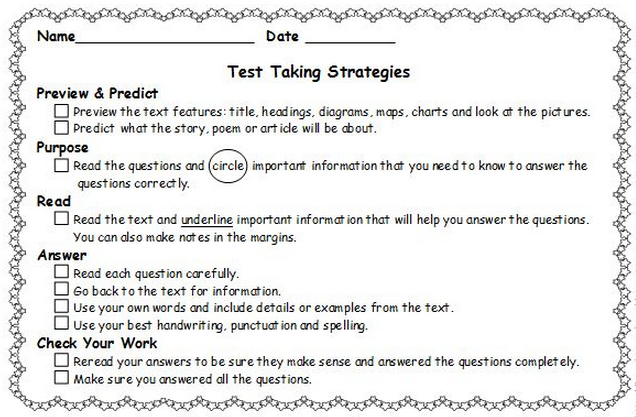 Name__________________________ Date _____________
Test Taking Strategies
Preview & Predict
Preview the text features: title, headings, diagrams, maps, charts and look at the pictures.
Predict what the story, poem or article will be about.
Purpose
Read the questions and circle important information that you need to know to answer the
questions correctly.
Read
Read the text and underline important information that will help you answer the questions.
You can also make notes in the margins.
Answer
Read each question carefully.
Go back to the text for information.
Use your own words and include details or examples from the text.
Use your best handwriting, punctuation and spelling.
Check Your Work
Reread your answers to be sure they make sense and answered the questions completely.
Make sure you answered all the questions.